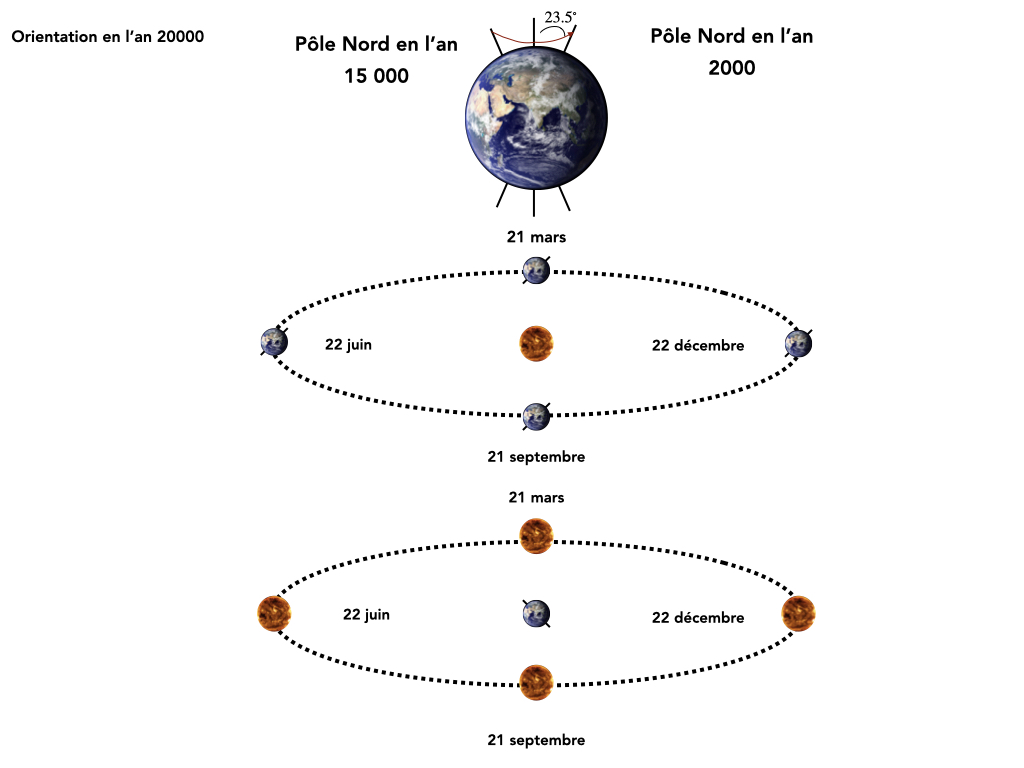 Orientation en l’an 20000
Pôle Nord en l’an
15 000
23.5°
Pôle Nord en l’an
2000
21 mars
22 juin
22 décembre
21 septembre
21 mars
22 juin
22 décembre
21 septembre